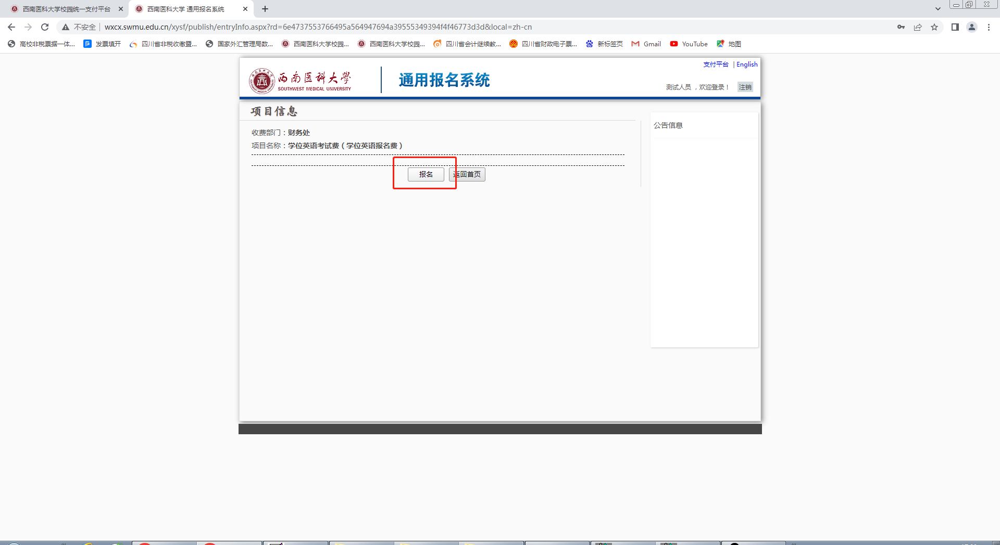 西南医科大学校园统一支付平台
西南医科大学 通用报名系统
不安全 wxcx.swmu.edu.cn/xysf/publish/entryInfo.aspx?rd=6e4737553766495a564947694a39555349394f4f46773d3d&local=zh-cn
高校非税票据一体... 发票填开 四川省非税收缴暨... 国家外汇管理局数... 西南医科大学校园... 西南医科大学校园... 四川省会计继续教... 四川省财政电子票... 新标签页 Gmail YouTube 地图
支付平台 | English
西南医科大学
SOUTHWEST MEDICAL UNIVERSITY
通用报名系统
测试人员 ，欢迎登录！ 注销
项目信息
公告信息
收费部门：财务处
项目名称：学位英语考试费（学位英语报名费）
报名 返回首页